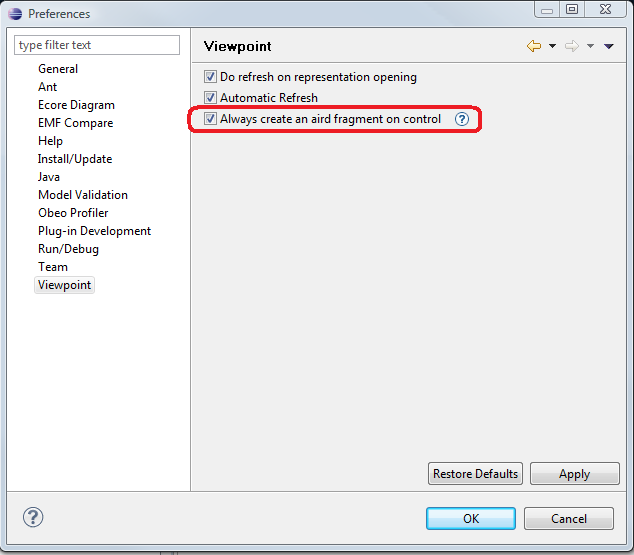 Preferences
type filter text
General
Ant
Ecore Diagram
EMF Compare
Help
Install/Update
Java
Model Validation
Obeo Profiler
Plug-in Development
Run/Debug
Team
Viewpoint
Viewpoint
Do refresh on representation opening
Automatic Refresh
Always create an aird fragment on control
Restore Defaults
Apply
OK
Cancel